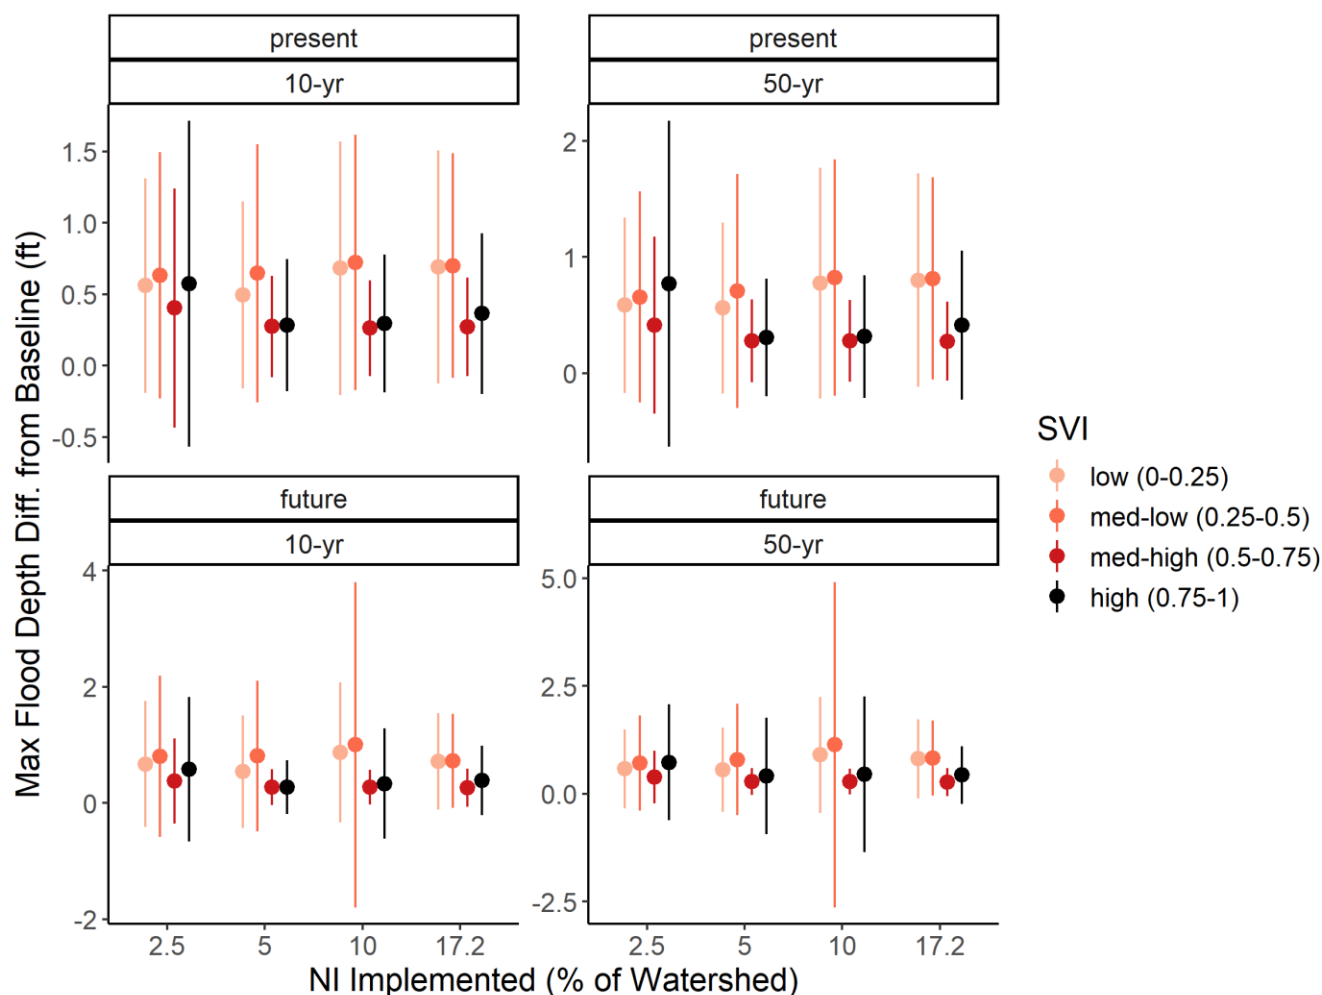 present
10-yr
present
50-yr
1.5
1.0
0.5
0.0
-0.5
2
1
0
future
10-yr
future
50-yr
4
2
0
-2
5.0
2.5
0.0
-2.5
2.5 5 10 17.2
2.5 5 10 17.2
Max Flood Depth Diff. from Baseline (ft)
NI Implemented (% of Watershed)
SVI
low (0-0.25)
med-low (0.25-0.5)
med-high (0.5-0.75)
high (0.75-1)